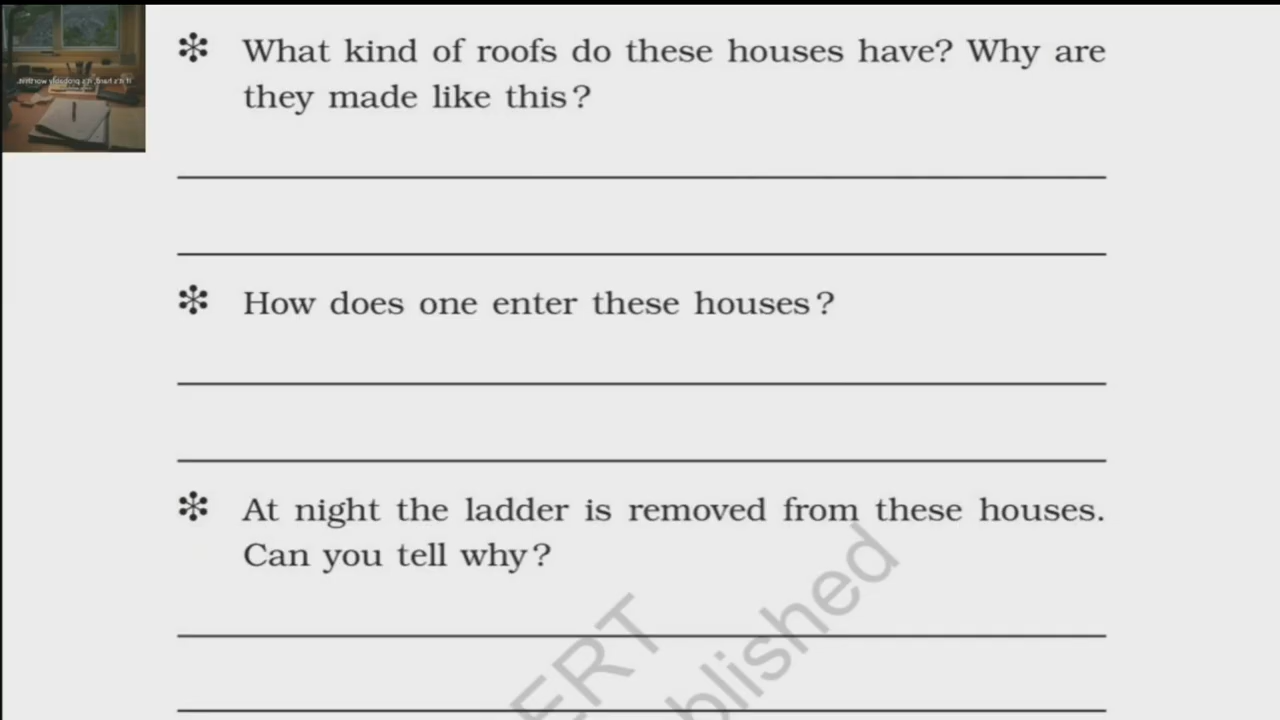 What kind of roofs do these houses have? Why are
they made like this?
How does one enter these houses?
At night the ladder is removed from these houses.
Can you tell why?
ERT
blished